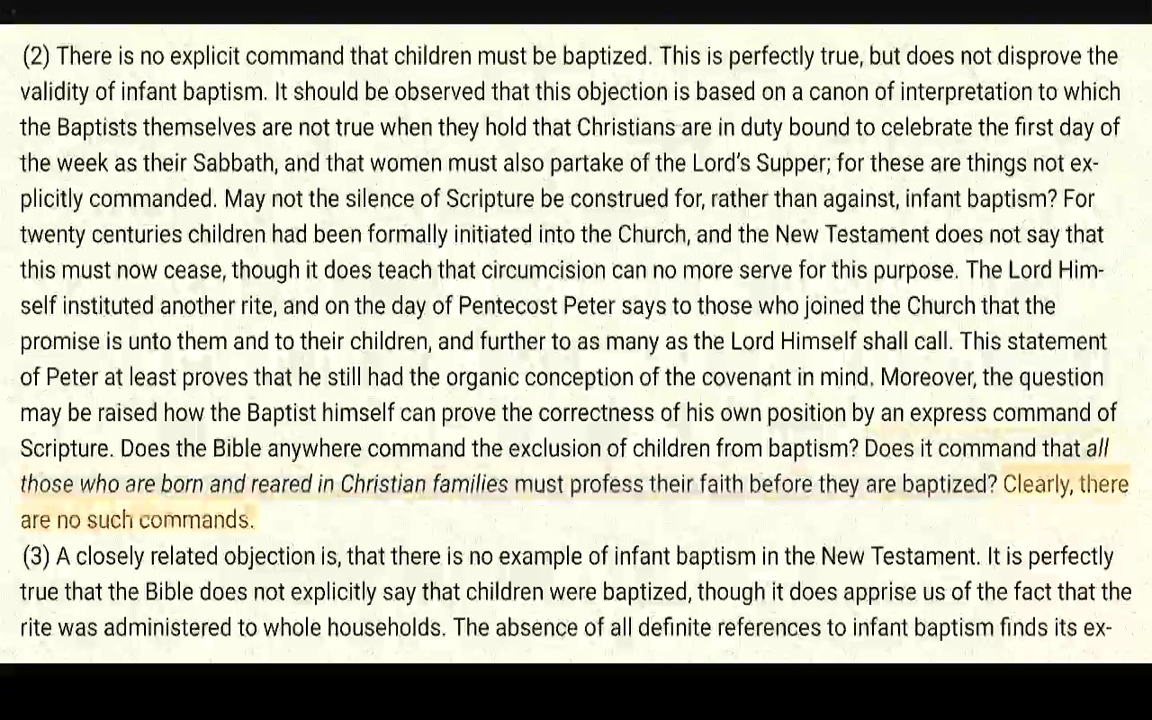 (2) There is no explicit command that children must be baptized. This is perfectly true, but does not disprove the
validity of infant baptism. It should be observed that this objection is based on a canon of interpretation to which
the Baptists themselves are not true when they hold that Christians are in duty bound to celebrate the first day of
the week as their Sabbath, and that women must also partake of the Lord's Supper; for these are things not ex-
plicitly commanded. May not the silence of Scripture be construed for, rather than against, infant baptism? For
twenty centuries children had been formally initiated into the Church, and the New Testament does not say that
this must now cease, though it does teach that circumcision can no more serve for this purpose. The Lord Him-
self instituted another rite, and on the day of Pentecost Peter says to those who joined the Church that the
promise is unto them and to their children, and further to as many as the Lord Himself shall call. This statement
of Peter at least proves that he still had the organic conception of the covenant in mind. Moreover, the question
may be raised how the Baptist himself can prove the correctness of his own position by an express command of
Scripture. Does the Bible anywhere command the exclusion of children from baptism? Does it command that all
those who are born and reared in Christian families must profess their faith before they are baptized? Clearly, there
are no such commands.
(3) A closely related objection is, that there is no example of infant baptism in the New Testament. It is perfectly
true that the Bible does not explicitly say that children were baptized, though it does apprise us of the fact that the
rite was administered to whole households. The absence of all definite references to infant baptism finds its ex-